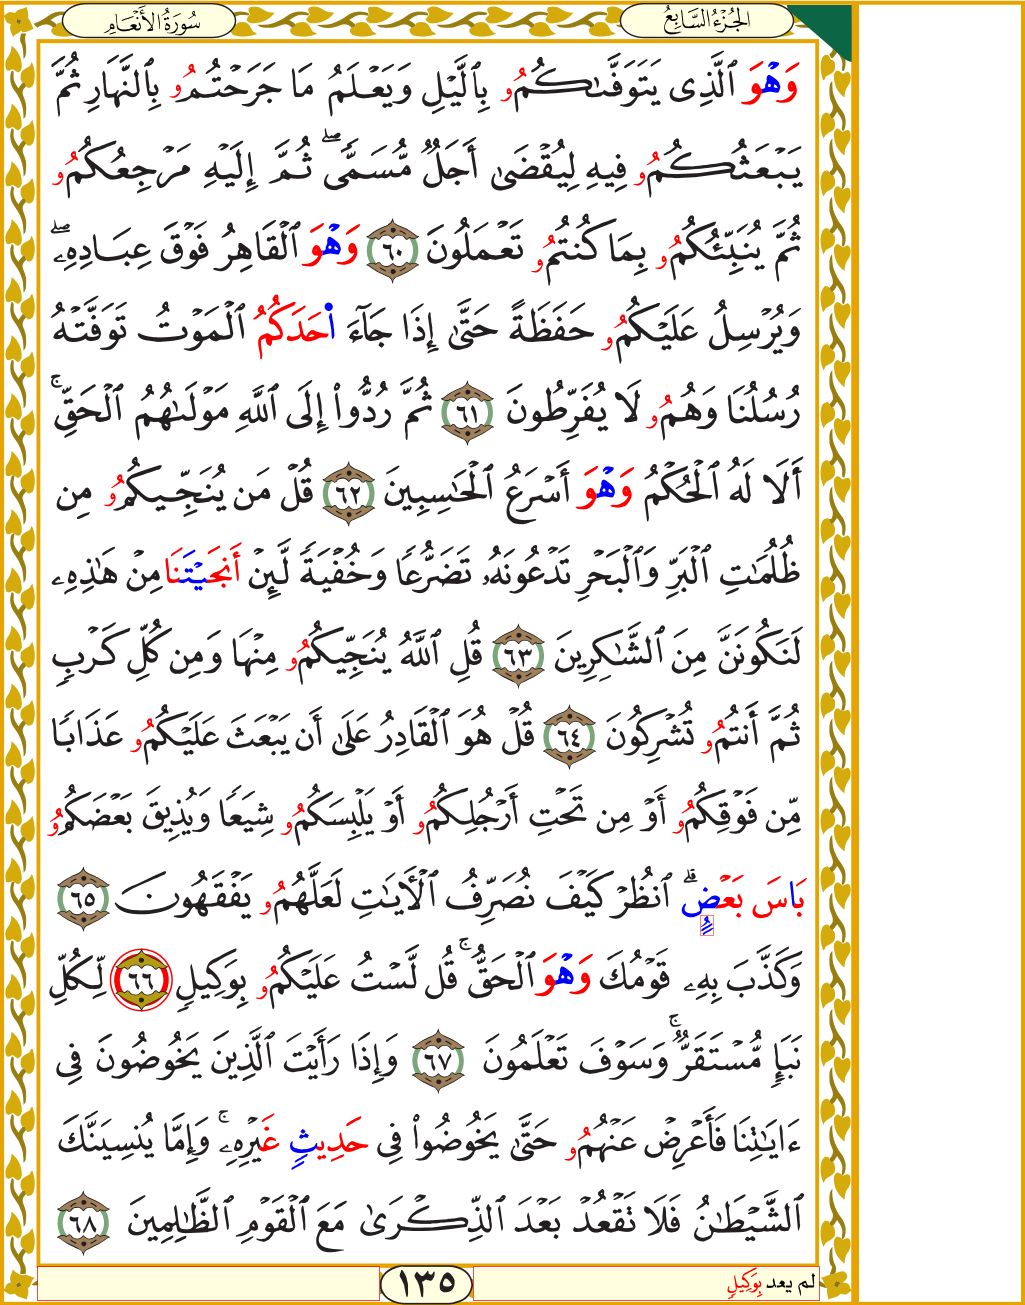 الجُزْءُ السَّابِعُ
سُورَةُ الأَنْعَامِ
وَهْوَ ٱلَّذِى يَتَوَفَّىٰكُمُو بِٱلَّيْلِ وَيَعْلَمُ مَا جَرَحْتُمُو بِٱلنَّهَارِ ثُمَّ
يَبْعَثُكُمُو فِيهِ لِيُقْضَىٰ أَجَلٌ مُّسَمًّىۖ ثُمَّ إِلَيْهِ مَرْجِعُكُمُو
ثُمَّ يُنَبِّئُكُمُو بِمَا كُنتُمُو تَعْمَلُونَ ٦٠ وَهْوَ ٱلْقَاهِرُ فَوْقَ عِبَادِهِۦۖ
وَيُرْسِلُ عَلَيْكُمُو حَفَظَةً حَتَّىٰ إِذَا جَآءَ ا۟حَدَكُمُ ٱلْمَوْتُ تَوَفَّتْهُ
رُسُلُنَا وَهُمُو لَا يُفَرِّطُونَ ٦١ ثُمَّ رُدُّوٓا۟ إِلَى ٱللَّهِ مَوْلَىٰهُمُ ٱلْحَقِّۚ
أَلَا لَهُ ٱلْحُكْمُ وَهْوَ أَسْرَعُ ٱلْحَٰسِبِينَ ٦٢ قُلْ مَن يُنَجِّيكُمُو مِن
ظُلُمَٰتِ ٱلْبَرِّ وَٱلْبَحْرِ تَدْعُونَهُۥ تَضَرُّعًا وَخُفْيَةً لَّئِنْ أَنجَيْتَنَا مِنْ هَٰذِهِۦ
لَنَكُونَنَّ مِنَ ٱلشَّٰكِرِينَ ٦٣ قُلِ ٱللَّهُ يُنَجِّيكُمُو مِنْهَا وَمِن كُلِّ كَرْبٍ
ثُمَّ أَنتُمُو تُشْرِكُونَ ٦٤ قُلْ هُوَ ٱلْقَادِرُ عَلَىٰ أَن يَبْعَثَ عَلَيْكُمُو عَذَابًا
مِّن فَوْقِكُمُو أَوْ مِن تَحْتِ أَرْجُلِكُمُو أَوْ يَلْبِسَكُمُو شِيَعًا وَيُذِيقَ بَعْضَكُمُو
بَاسَ بَعْضٍۗ ٱنظُرْ كَيْفَ نُصَرِّفُ ٱلْأَيَٰتِ لَعَلَّهُمُو يَفْقَهُونَ ٦٥
وَكَذَّبَ بِهِۦ قَوْمُكَ وَهْوَ ٱلْحَقُّۚ قُل لَّسْتُ عَلَيْكُمُو بِوَكِيلٍ ٦٦ لِّكُلِّ
نَبَإٍ مُّسْتَقَرٌّۚ وَسَوْفَ تَعْلَمُونَ ٦٧ وَإِذَا رَأَيْتَ ٱلَّذِينَ يَخُوضُونَ فِى
ءَايَٰتِنَا فَأَعْرِضْ عَنْهُمُو حَتَّىٰ يَخُوضُوا۟ فِى حَدِيثٍ غَيْرِهِۦۚ وَإِمَّا يُنسِيَنَّكَ
ٱلشَّيْطَٰنُ فَلَا تَقْعُدْ بَعْدَ ٱلذِّكْرَىٰ مَعَ ٱلْقَوْمِ ٱلظَّٰلِمِينَ ٦٨
لم يعد بِوَكِيلٍ
١٣٥